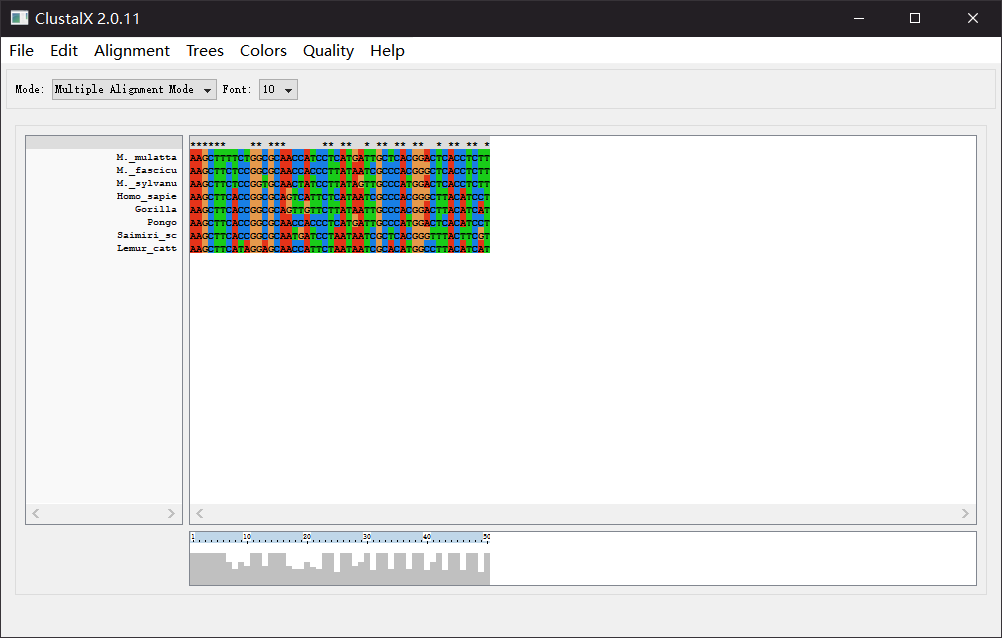 ClustalX 2.0.11
File Edit Alignment Trees Colors Quality Help
Mode: Multiple Alignment Mode Font: 10
******    ** ***      ** **  * ** ** **  * ** ** *
M._mulatta AAGCTTTTCTGGCGCAACCATCCTCATGATTGCTCACGGACTCACCTCTT
M._fascicu AAGCTTCTCCGGCGCAACCACCCTTATAATCGCCCACGGGCTCACCTCTT
M._sylvanu AAGCTTCTCCGGTGCAACTATCCTTATAGTTGCCCATGGACTCACCTCTT
Homo_sapie AAGCTTCACCGGCGCAGTCATTCTCATAATCGCCCACGGGCTTACATCCT
Gorilla AAGCTTCACCGGCGCAGTTGTTCTTATAATTGCCCACGGACTTACATCAT
Pongo AAGCTTCACCGGCGCAACCACCCTCATGATTGCCCATGGACTCACATCCT
Saimiri_sc AAGCTTCACCGGCGCAATGATCCTAATAATCGCTCACGGGTTTACTTCGT
Lemur_catt AAGCTTCATAGGAGCAACCATTCTAATAATCGCACATGGCCTTACATCAT
1 10 20 30 40 50